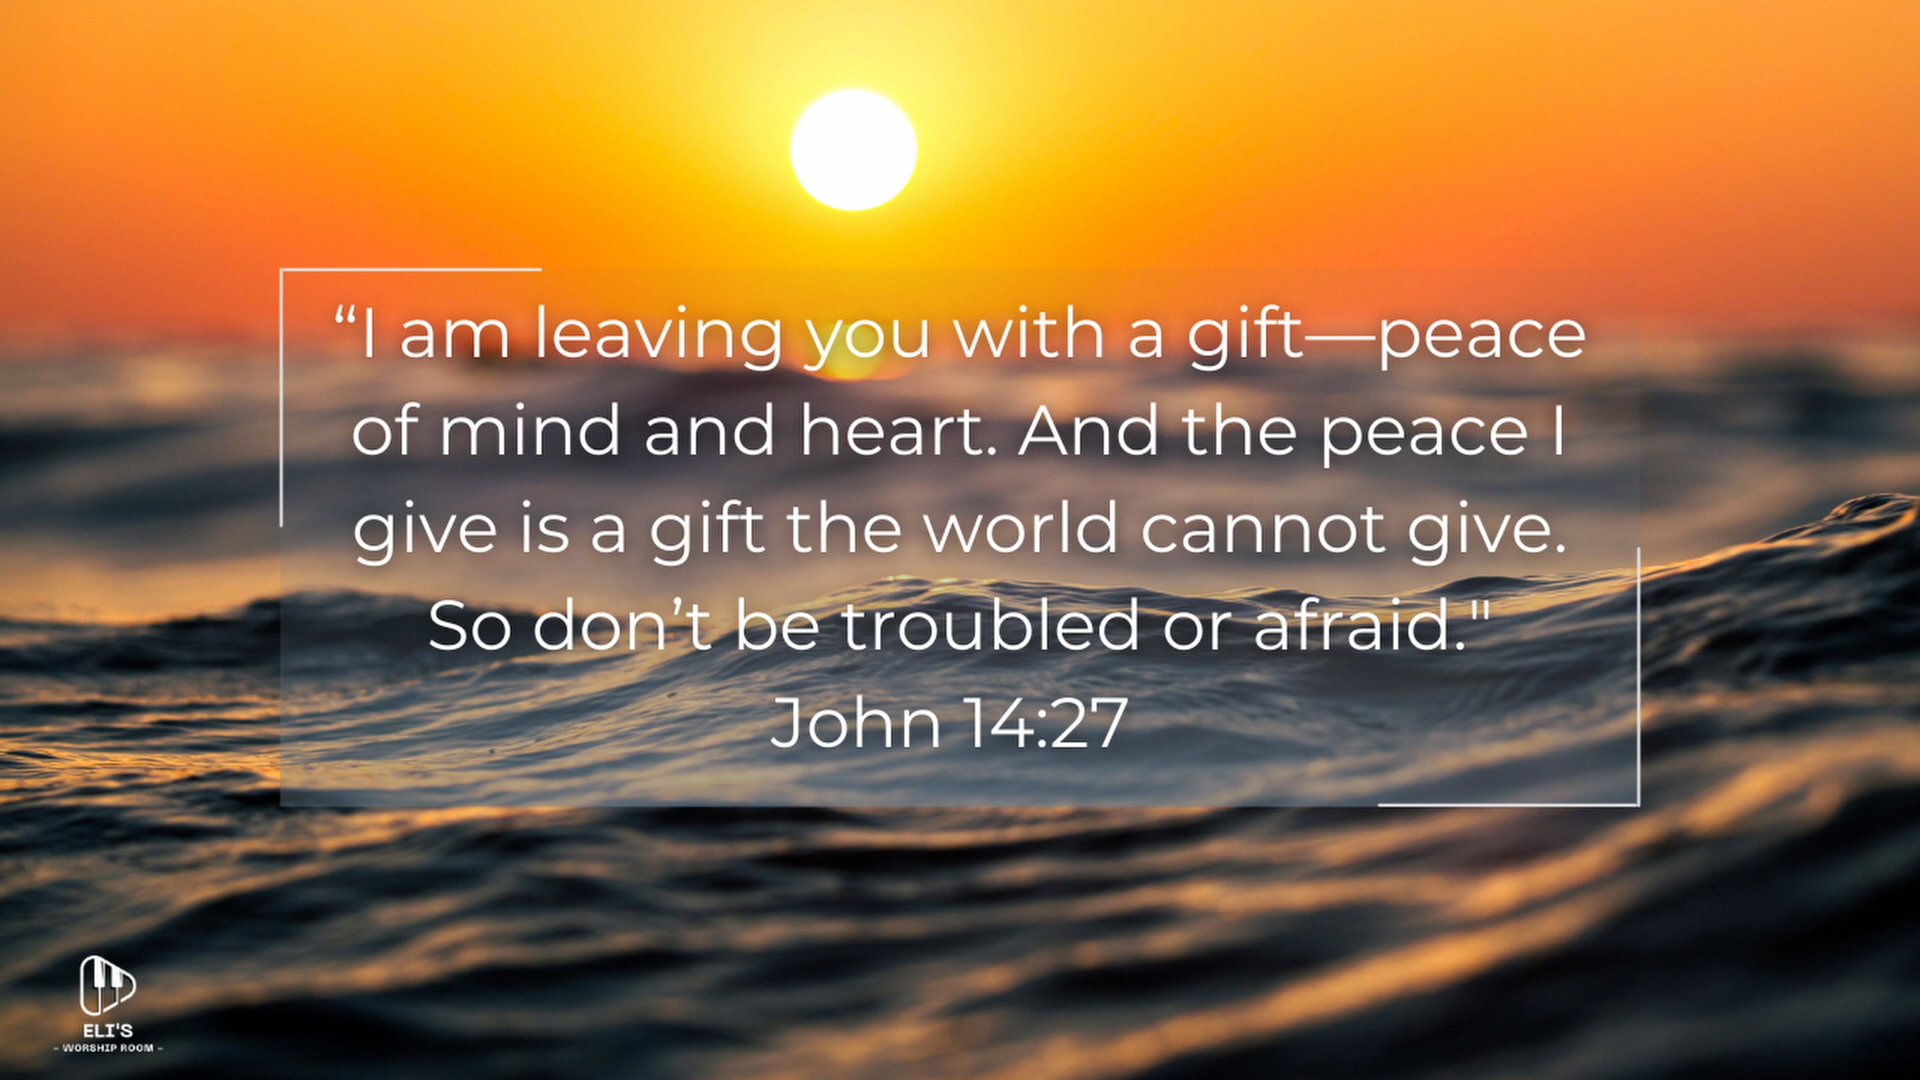 “I am leaving you with a gift—peace
of mind and heart. And the peace I
give is a gift the world cannot give.
So don’t be troubled or afraid."
John 14:27
ELI'S
- WORSHIP ROOM -